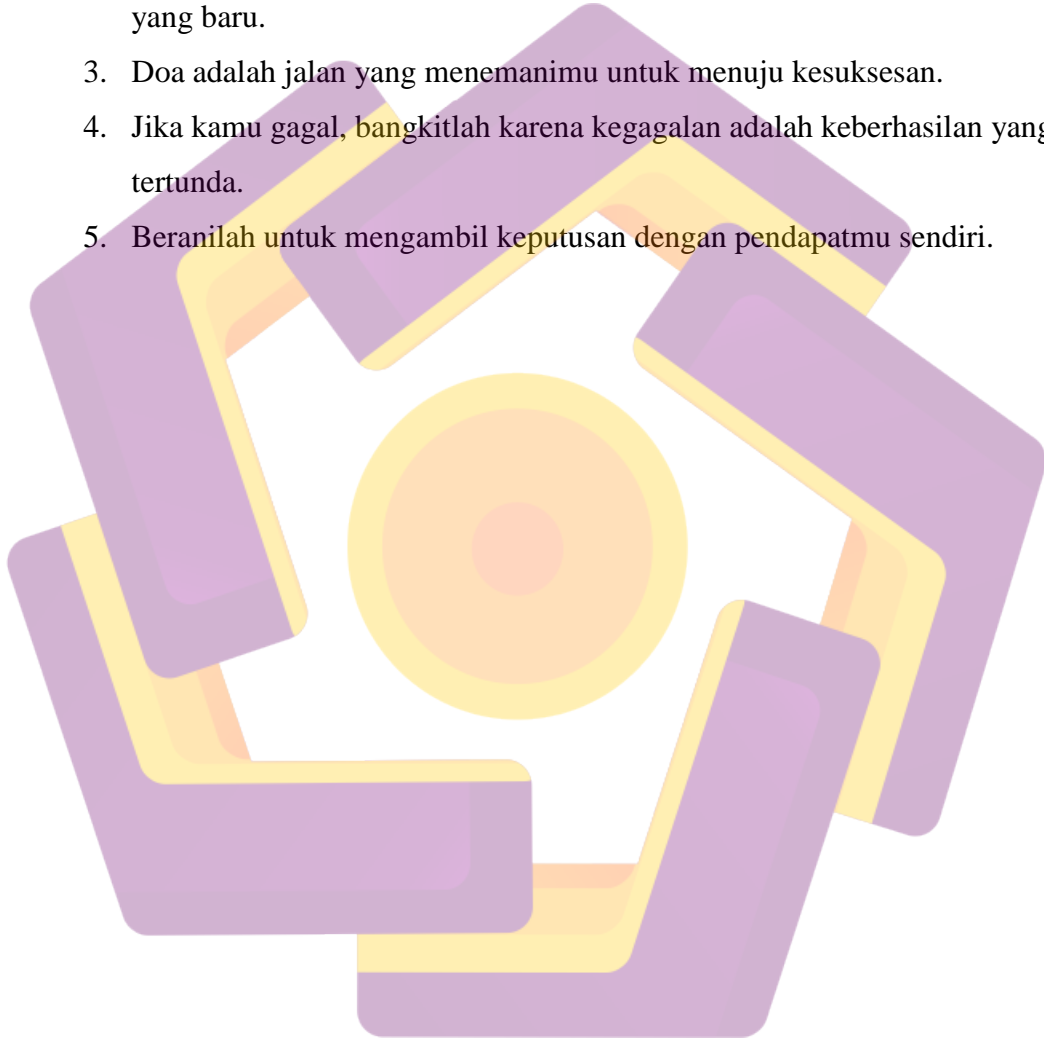 yang baru.
3. Doa adalah jalan yang menemanimu untuk menuju kesuksesan.
4. Jika kamu gagal, bangkitlah karena kegagalan adalah keberhasilan yang
tertunda.
5. Beranilah untuk mengambil keputusan dengan pendapatmu sendiri.